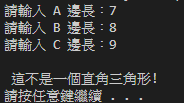 請輸入 A 邊長：7
請輸入 B 邊長：8
請輸入 C 邊長：9
這不是一個直角三角形!
請按任意鍵繼續 . . .